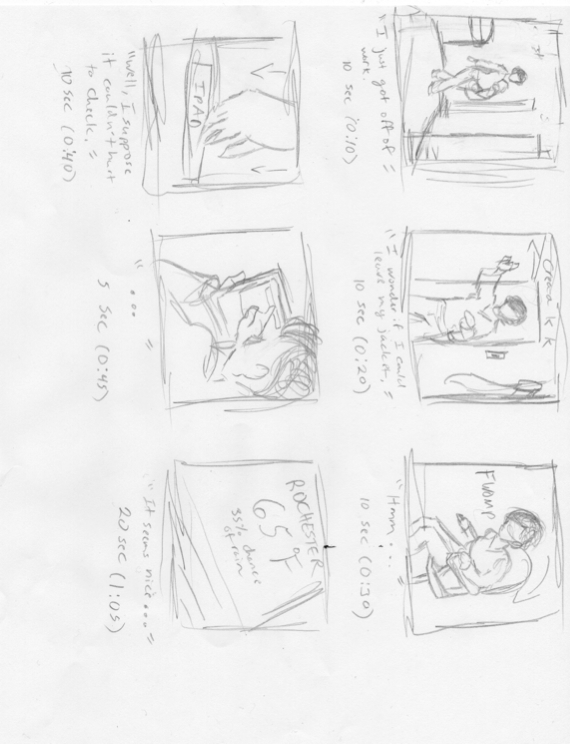 "I just got off of
work."
10 sec (0:10)
"I wonder if I could
leave my jacket."
10 sec (0:20)
FWOMP
"Hmm..."
10 sec (0:30)
IPAD
"Well, I suppose
it couldn't hurt
to check."
10 sec (0:40)
"..."
5 sec (0:45)
ROCHESTER
65 °F
35% chance
of rain
"It seems nice..."
20 sec (1:05)